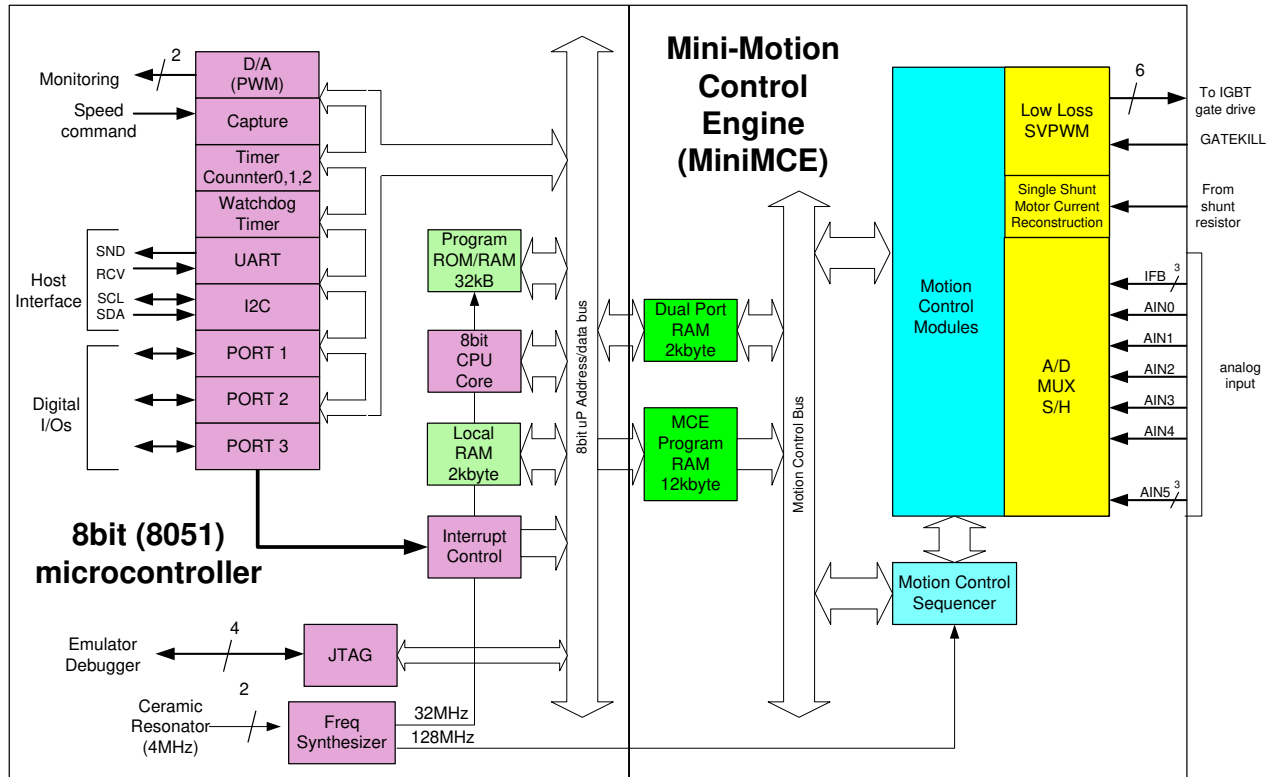 2
Monitoring
Speed
command
D/A
(PWM)
Capture
Timer
Counnter0,1,2
Watchdog
Timer
UART
I2C
PORT 1
PORT 2
PORT 3
SND
RCV
SCL
SDA
Host
Interface
Digital
I/Os
8bit (8051)
microcontroller
Program
ROM/RAM
32kB
8bit
CPU
Core
Local
RAM
2kbyte
Interrupt
Control
8bit uP Address/data bus
4
Emulator
Debugger
JTAG
2
Ceramic
Resonator
(4MHz)
Freq
Synthesizer
32MHz
128MHz
Mini-Motion
Control
Engine
(MiniMCE)
Dual Port
RAM
2kbyte
MCE
Program
RAM
12kbyte
Motion Control Bus
Motion
Control
Modules
Low Loss
SVPWM
Single Shunt
Motor Current
Reconstruction
A/D
MUX
S/H
Motion Control
Sequencer
6
To IGBT
gate drive
GATEKILL
From
shunt
resistor
IFB
3
AIN0
AIN1
AIN2
AIN3
AIN4
AIN5
3
analog
input